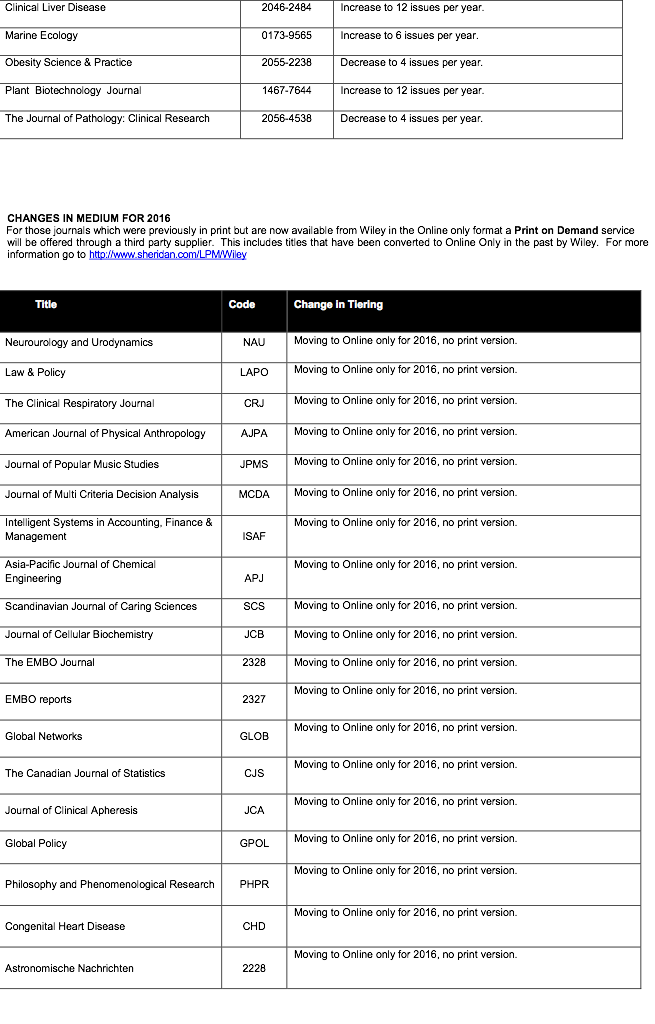 Clinical Liver Disease 2046-2484 Increase to 12 issues per year.
Marine Ecology 0173-9565 Increase to 6 issues per year.
Obesity Science & Practice 2055-2238 Decrease to 4 issues per year.
Plant Biotechnology Journal 1467-7644 Increase to 12 issues per year.
The Journal of Pathology: Clinical Research 2056-4538 Decrease to 4 issues per year.
CHANGES IN MEDIUM FOR 2016
For those journals which were previously in print but are now available from Wiley in the Online only format a Print on Demand service
will be offered through a third party supplier. This includes titles that have been converted to Online Only in the past by Wiley. For more
information go to http://www.sheridan.com/LPM/Wiley
Title Code Change in Tiering
Neurourology and Urodynamics NAU Moving to Online only for 2016, no print version.
Law & Policy LAPO Moving to Online only for 2016, no print version.
The Clinical Respiratory Journal CRJ Moving to Online only for 2016, no print version.
American Journal of Physical Anthropology AJPA Moving to Online only for 2016, no print version.
Journal of Popular Music Studies JPMS Moving to Online only for 2016, no print version.
Journal of Multi Criteria Decision Analysis MCDA Moving to Online only for 2016, no print version.
Intelligent Systems in Accounting, Finance &
Management ISAF Moving to Online only for 2016, no print version.
Asia-Pacific Journal of Chemical
Engineering APJ Moving to Online only for 2016, no print version.
Scandinavian Journal of Caring Sciences SCS Moving to Online only for 2016, no print version.
Journal of Cellular Biochemistry JCB Moving to Online only for 2016, no print version.
The EMBO Journal 2328 Moving to Online only for 2016, no print version.
EMBO reports 2327 Moving to Online only for 2016, no print version.
Global Networks GLOB Moving to Online only for 2016, no print version.
The Canadian Journal of Statistics CJS Moving to Online only for 2016, no print version.
Journal of Clinical Apheresis JCA Moving to Online only for 2016, no print version.
Global Policy GPOL Moving to Online only for 2016, no print version.
Philosophy and Phenomenological Research PHPR Moving to Online only for 2016, no print version.
Congenital Heart Disease CHD Moving to Online only for 2016, no print version.
Astronomische Nachrichten 2228 Moving to Online only for 2016, no print version.